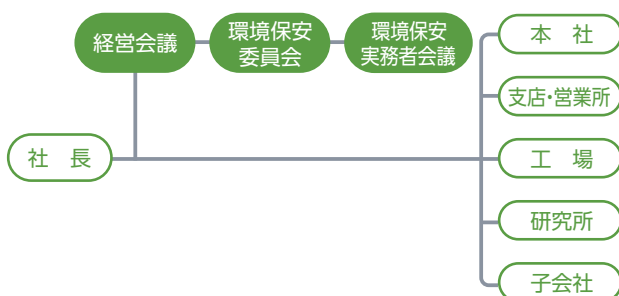 経営会議
環境保安
委員会
環境保安
実務者会議
本　社
支店・営業所
社　長
工　場
研究所
子会社